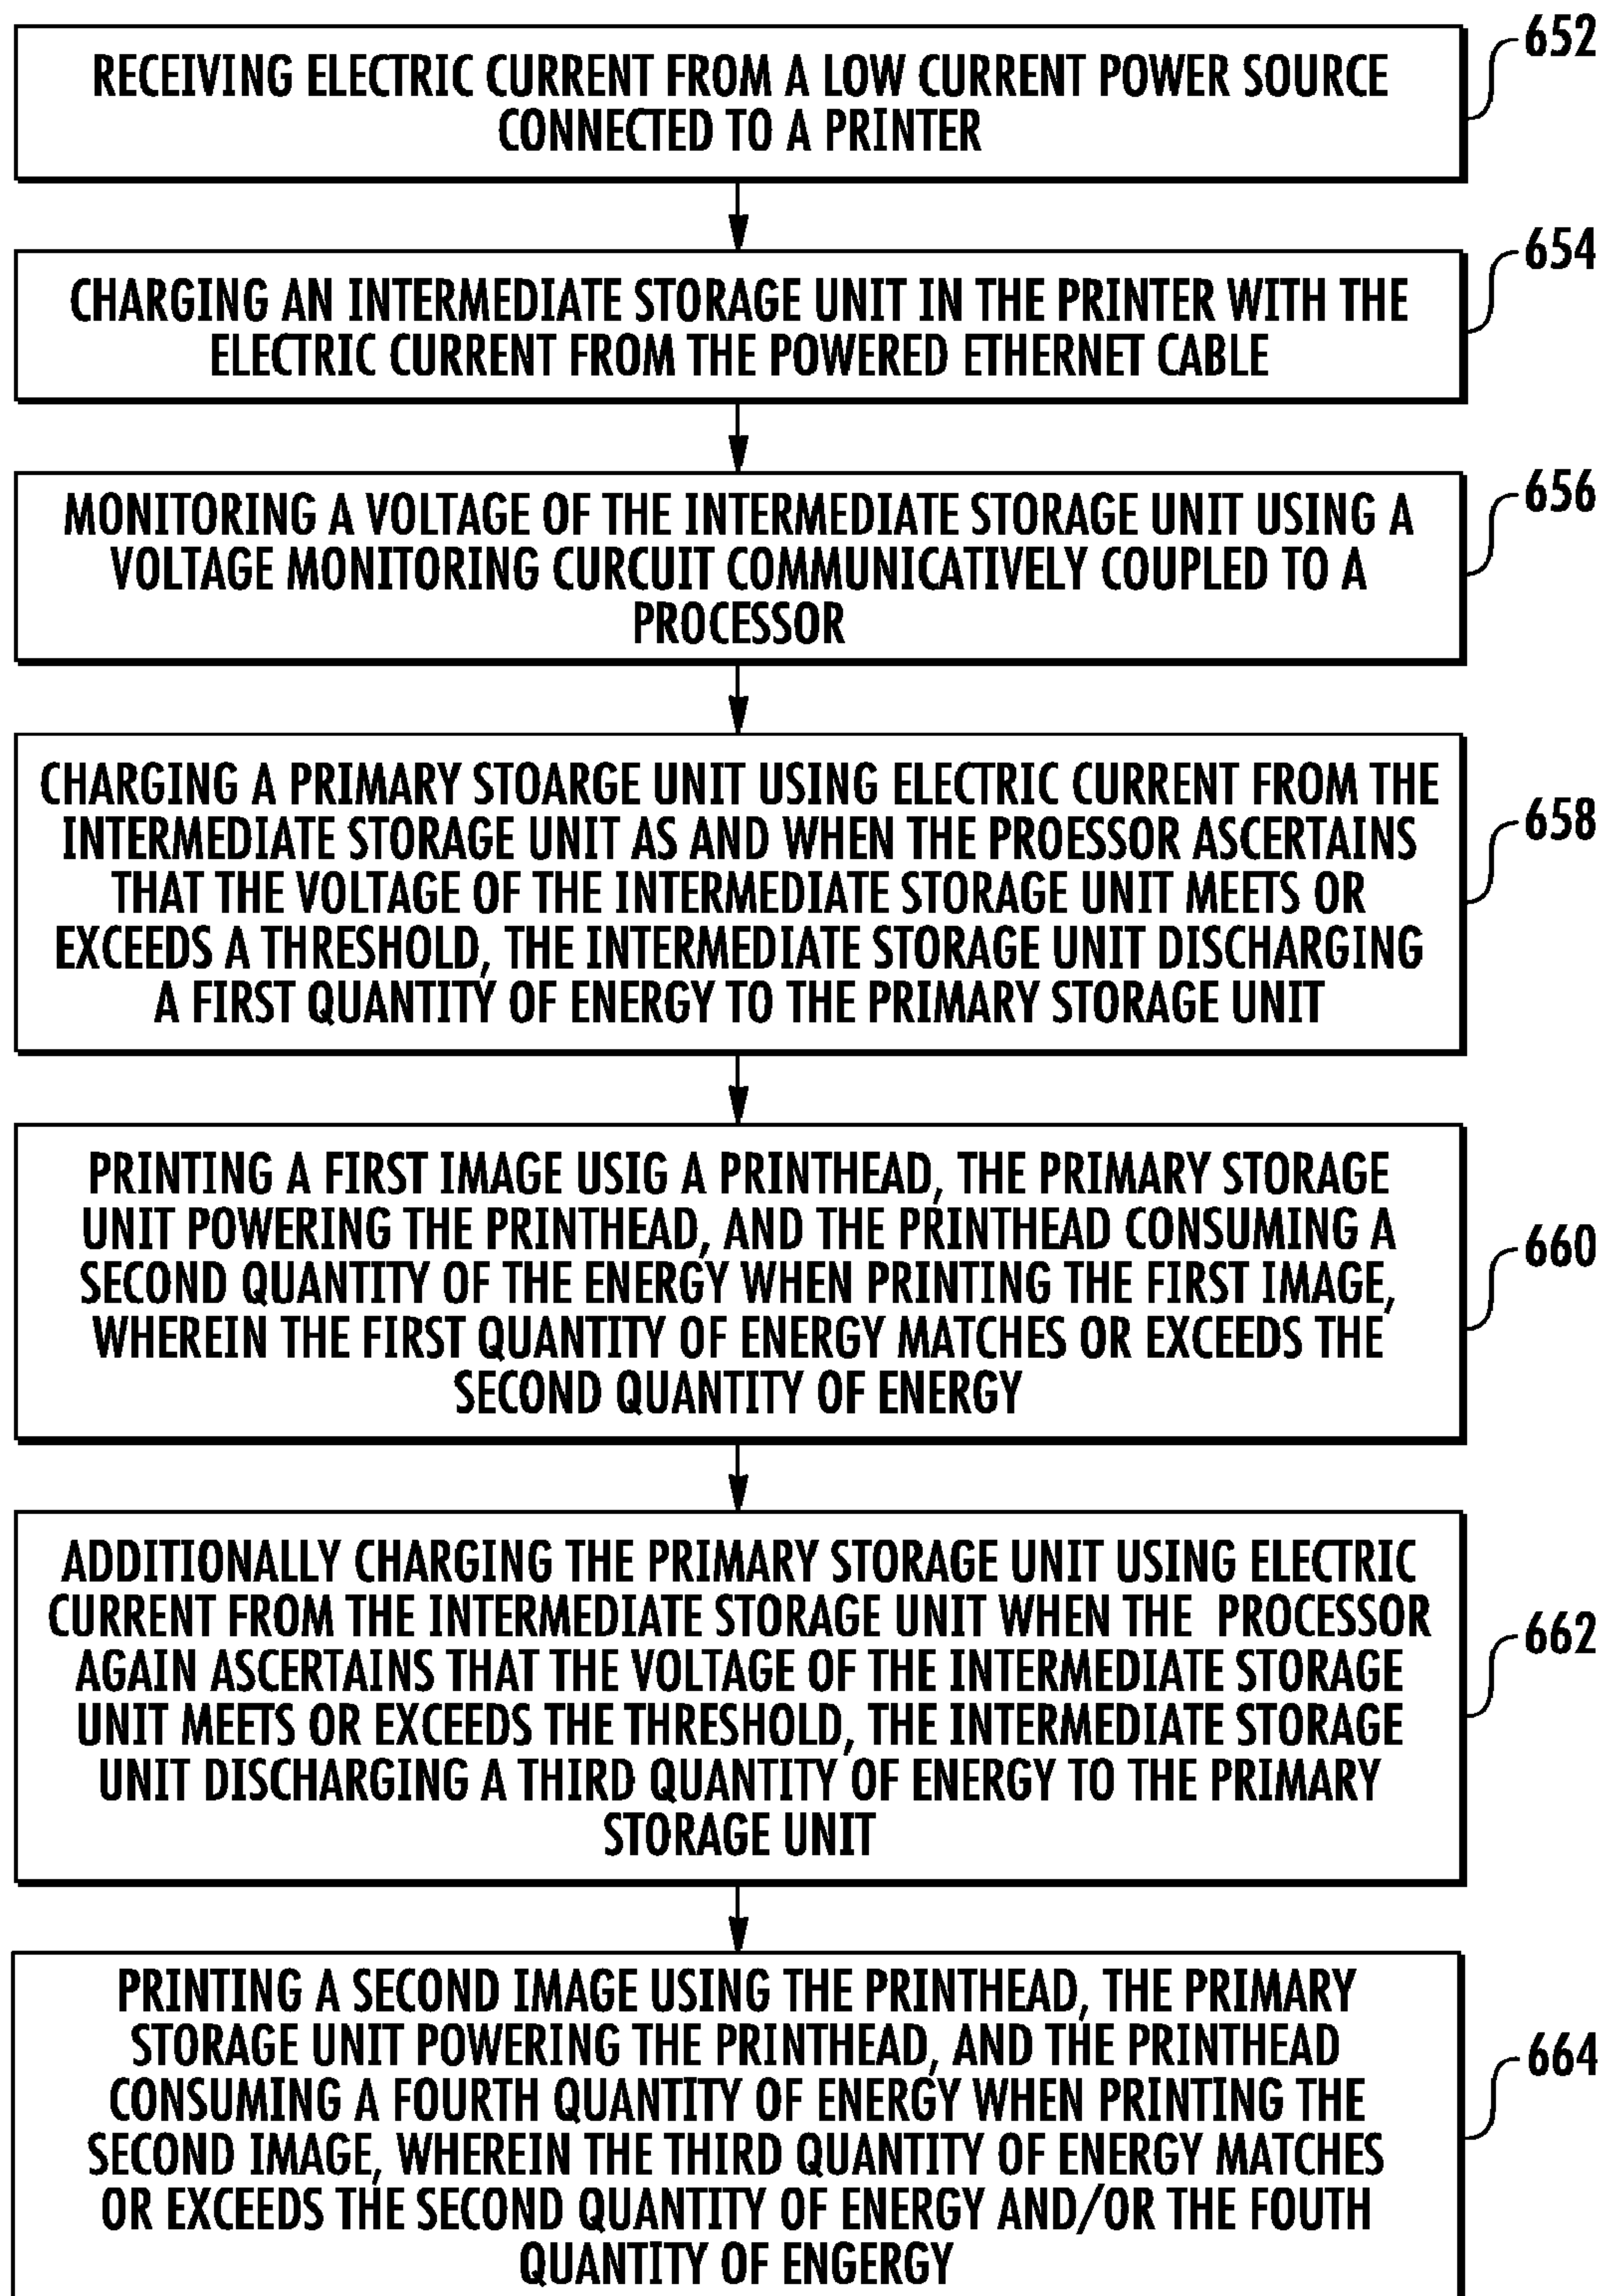 RECEIVING ELECTRIC CURRENT FROM A LOW CURRENT POWER SOURCE
CONNECTED TO A PRINTER
652
CHARGING AN INTERMEDIATE STORAGE UNIT IN THE PRINTER WITH THE
ELECTRIC CURRENT FROM THE POWERED ETHERNET CABLE
654
MONITORING A VOLTAGE OF THE INTERMEDIATE STORAGE UNIT USING A
VOLTAGE MONITORING CURCUIT COMMUNICATIVELY COUPLED TO A
PROCESSOR
656
CHARGING A PRIMARY STOARGE UNIT USING ELECTRIC CURRENT FROM THE
INTERMEDIATE STORAGE UNIT AS AND WHEN THE PROESSOR ASCERTAINS
THAT THE VOLTAGE OF THE INTERMEDIATE STORAGE UNIT MEETS OR
EXCEEDS A THRESHOLD, THE INTERMEDIATE STORAGE UNIT DISCHARGING
A FIRST QUANTITY OF ENERGY TO THE PRIMARY STORAGE UNIT
658
PRINTING A FIRST IMAGE USIG A PRINTHEAD, THE PRIMARY STORAGE
UNIT POWERING THE PRINTHEAD, AND THE PRINTHEAD CONSUMING A
SECOND QUANTITY OF THE ENERGY WHEN PRINTING THE FIRST IMAGE,
WHEREIN THE FIRST QUANTITY OF ENERGY MATCHES OR EXCEEDS THE
SECOND QUANTITY OF ENERGY
660
ADDITIONALLY CHARGING THE PRIMARY STORAGE UNIT USING ELECTRIC
CURRENT FROM THE INTERMEDIATE STORAGE UNIT WHEN THE PROCESSOR
AGAIN ASCERTAINS THAT THE VOLTAGE OF THE INTERMEDIATE STORAGE
UNIT MEETS OR EXCEEDS THE THRESHOLD, THE INTERMEDIATE STORAGE
UNIT DISCHARGING A THIRD QUANTITY OF ENERGY TO THE PRIMARY
STORAGE UNIT
662
PRINTING A SECOND IMAGE USING THE PRINTHEAD, THE PRIMARY
STORAGE UNIT POWERING THE PRINTHEAD, AND THE PRINTHEAD
CONSUMING A FOURTH QUANTITY OF ENERGY WHEN PRINTING THE
SECOND IMAGE, WHEREIN THE THIRD QUANTITY OF ENERGY MATCHES
OR EXCEEDS THE SECOND QUANTITY OF ENERGY AND/OR THE FOUTH
QUANTITY OF ENGERGY
664